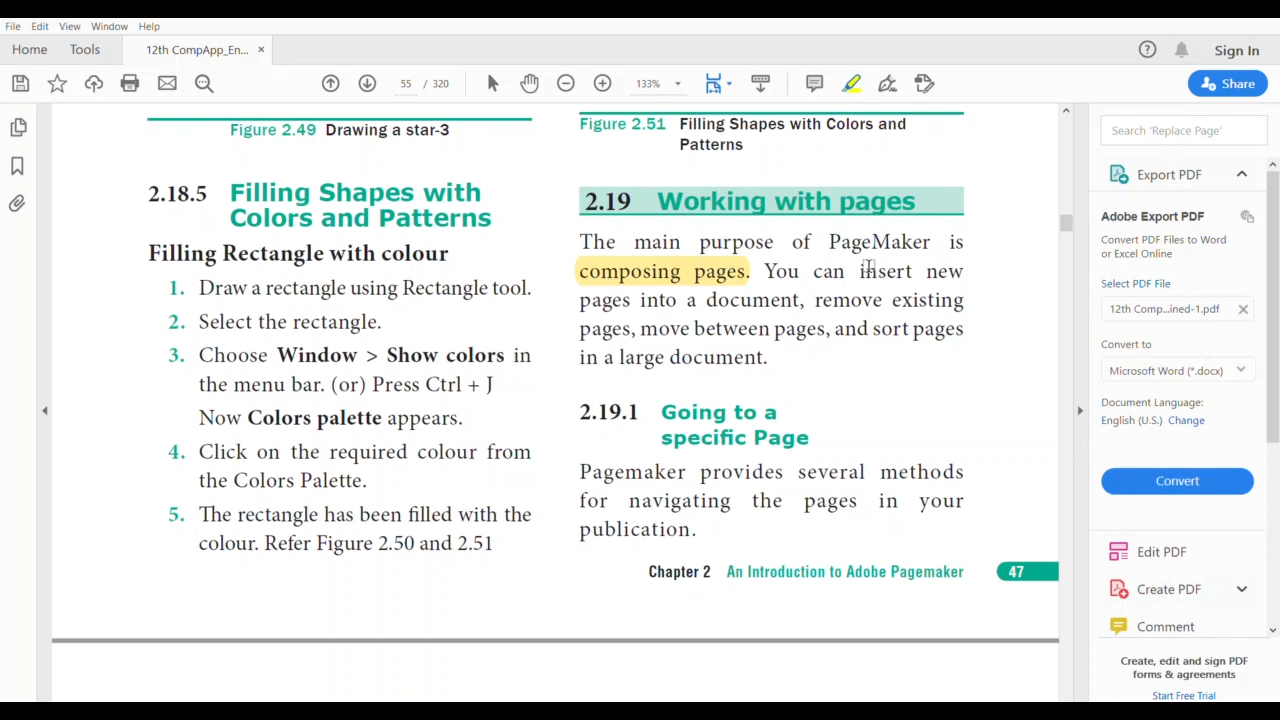 File Edit View Window Help
Home Tools 12th CompApp_En... ×
Sign In
55 / 320
133%
Share
Figure 2.49 Drawing a star-3
2.18.5 Filling Shapes with
Colors and Patterns
Filling Rectangle with colour
1. Draw a rectangle using Rectangle tool.
2. Select the rectangle.
3. Choose Window > Show colors in
the menu bar. (or) Press Ctrl + J
Now Colors palette appears.
4. Click on the required colour from
the Colors Palette.
5. The rectangle has been filled with the
colour. Refer Figure 2.50 and 2.51
Figure 2.51 Filling Shapes with Colors and
Patterns
2.19 Working with pages
The main purpose of PageMaker is
composing pages. You can insert new
pages into a document, remove existing
pages, move between pages, and sort pages
in a large document.
2.19.1 Going to a
specific Page
Pagemaker provides several methods
for navigating the pages in your
publication.
Chapter 2 An Introduction to Adobe Pagemaker 47
Search 'Replace Page'
Export PDF
Adobe Export PDF
Convert PDF Files to Word
or Excel Online
Select PDF File
12th Comp...ined-1.pdf
Convert to
Microsoft Word (*.docx)
Document Language:
English (U.S.) Change
Convert
Edit PDF
Create PDF
Comment
Create, edit and sign PDF
forms & agreements
Start Free Trial